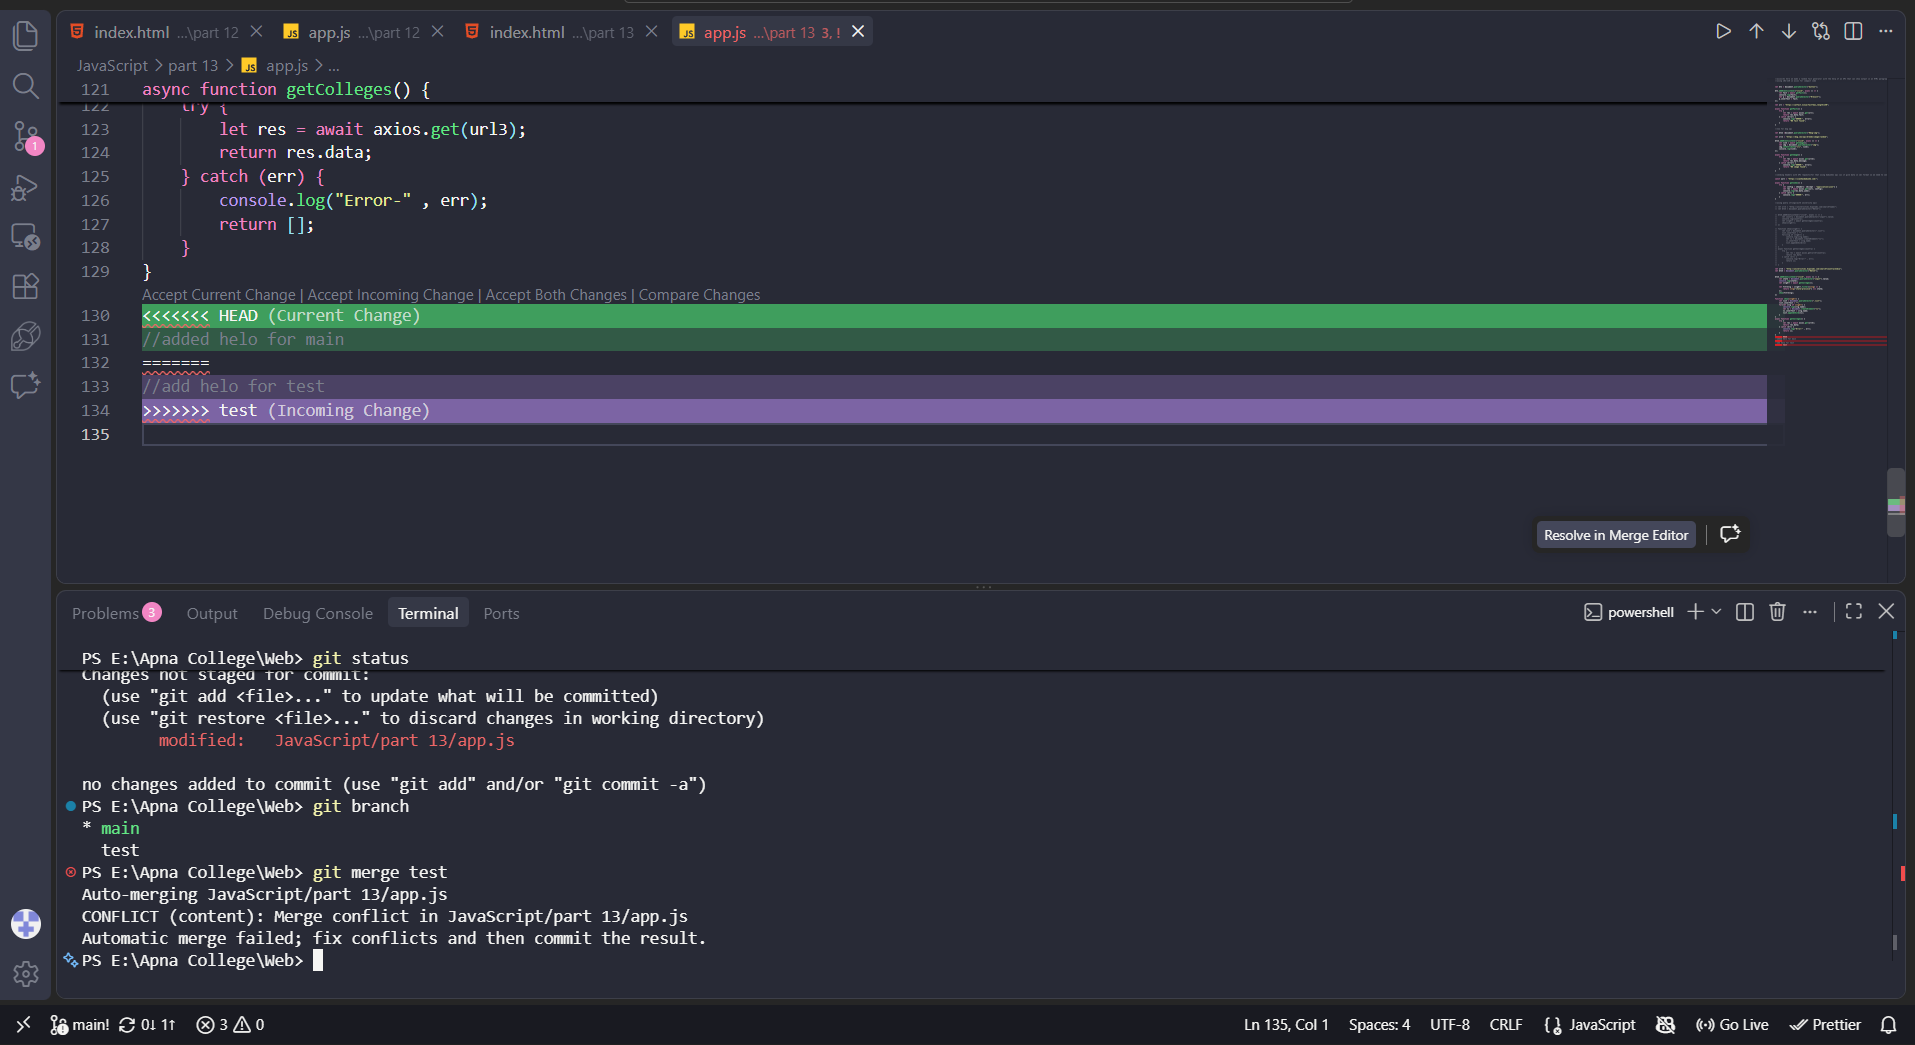 index.html ...\part 12
JS app.js ...\part 12
index.html ...\part 13
JS app.js ...\part 13 3, !
JavaScript > part 13 > JS app.js > ...
121 async function getColleges() {
122 try {
123 let res = await axios.get(url3);
124 return res.data;
125 } catch (err) {
126 console.log("Error-" , err);
127 return [];
128 }
129 }
Accept Current Change | Accept Incoming Change | Accept Both Changes | Compare Changes
130 <<<<<<< HEAD (Current Change)
131 //added helo for main
132 =======
133 //add helo for test
134 >>>>>>> test (Incoming Change)
135
1
Resolve in Merge Editor
Problems 3 Output Debug Console Terminal Ports
powershell
PS E:\Apna College\Web> git status
Changes not staged for commit:
(use "git add <file>..." to update what will be committed)
(use "git restore <file>..." to discard changes in working directory)
modified: JavaScript/part 13/app.js
no changes added to commit (use "git add" and/or "git commit -a")
PS E:\Apna College\Web> git branch
* main
test
PS E:\Apna College\Web> git merge test
Auto-merging JavaScript/part 13/app.js
CONFLICT (content): Merge conflict in JavaScript/part 13/app.js
Automatic merge failed; fix conflicts and then commit the result.
PS E:\Apna College\Web>
main! 0↓ 1↑ 3 0
Ln 135, Col 1 Spaces: 4 UTF-8 CRLF JavaScript Go Live Prettier